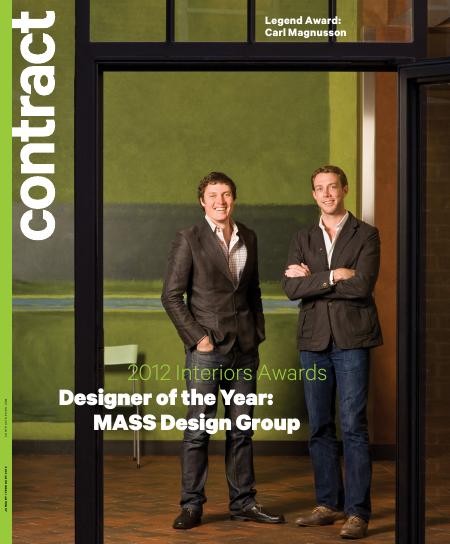 contract
Legend Award:
Carl Magnusson
2012 Interiors Awards
Designer of the Year:
MASS Design Group